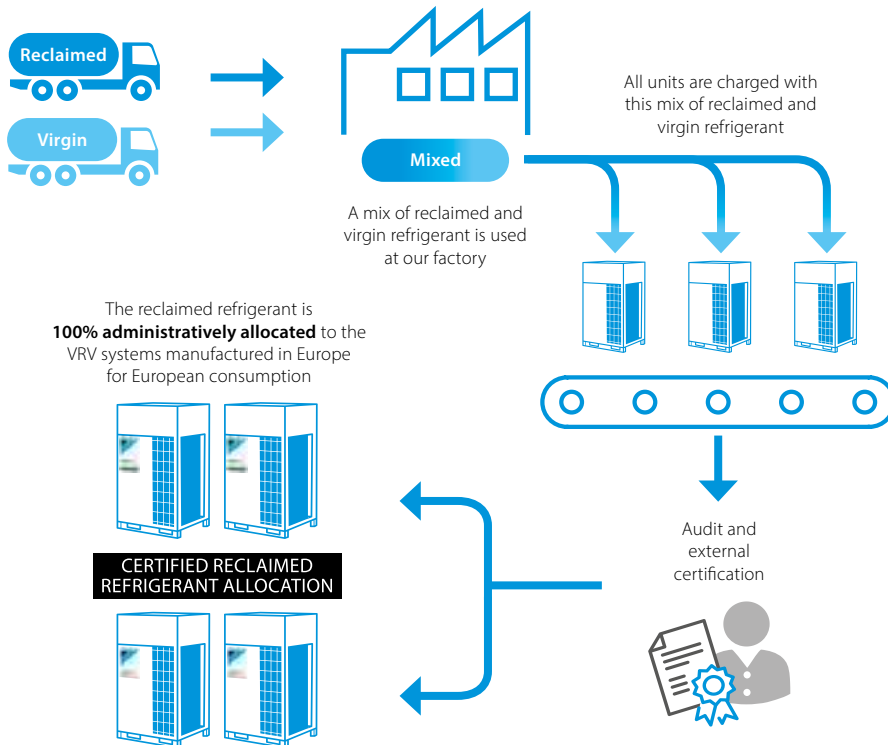 Reclaimed
Virgin
Mixed
A mix of reclaimed and
virgin refrigerant is used
at our factory
All units are charged with
this mix of reclaimed and
virgin refrigerant
Audit and
external
certification
The reclaimed refrigerant is
100% administratively allocated to the
VRV systems manufactured in Europe
for European consumption
CERTIFIED RECLAIMED
REFRIGERANT ALLOCATION